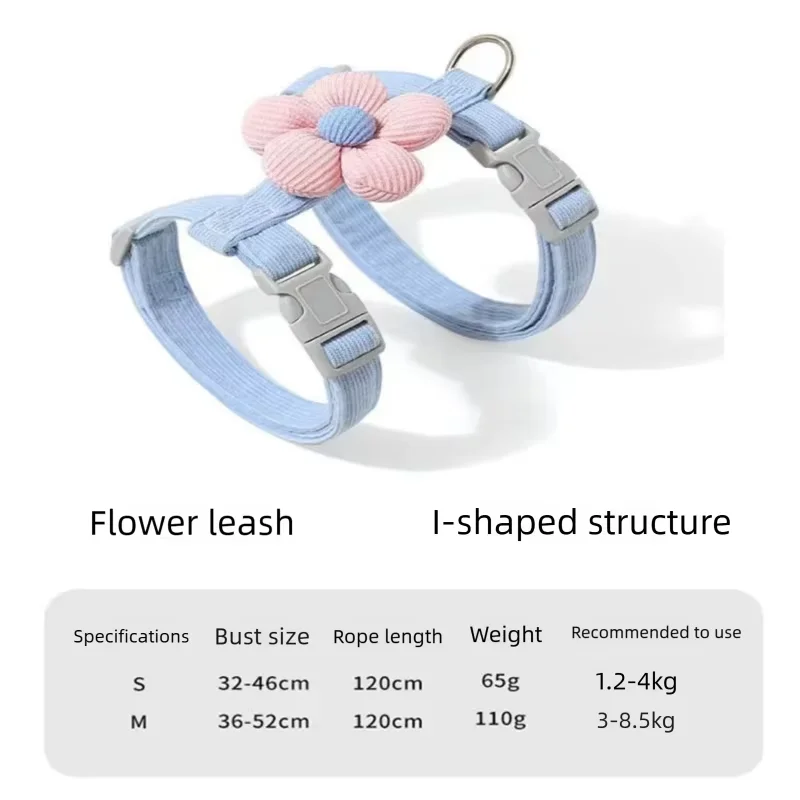 Flower leash
I-shaped structure
Specifications Bust size Rope length Weight Recommended to use
S 32-46cm 120cm 65g 1.2-4kg
M 36-52cm 120cm 110g 3-8.5kg